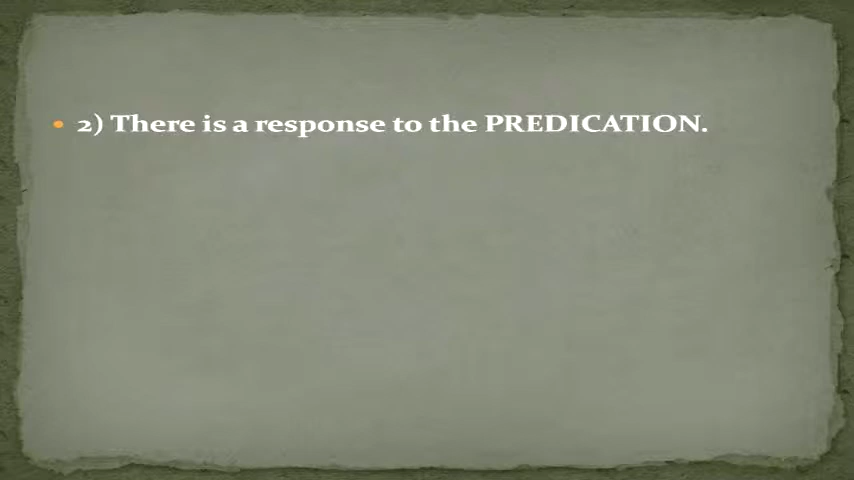 • 2) There is a response to the PREDICATION.